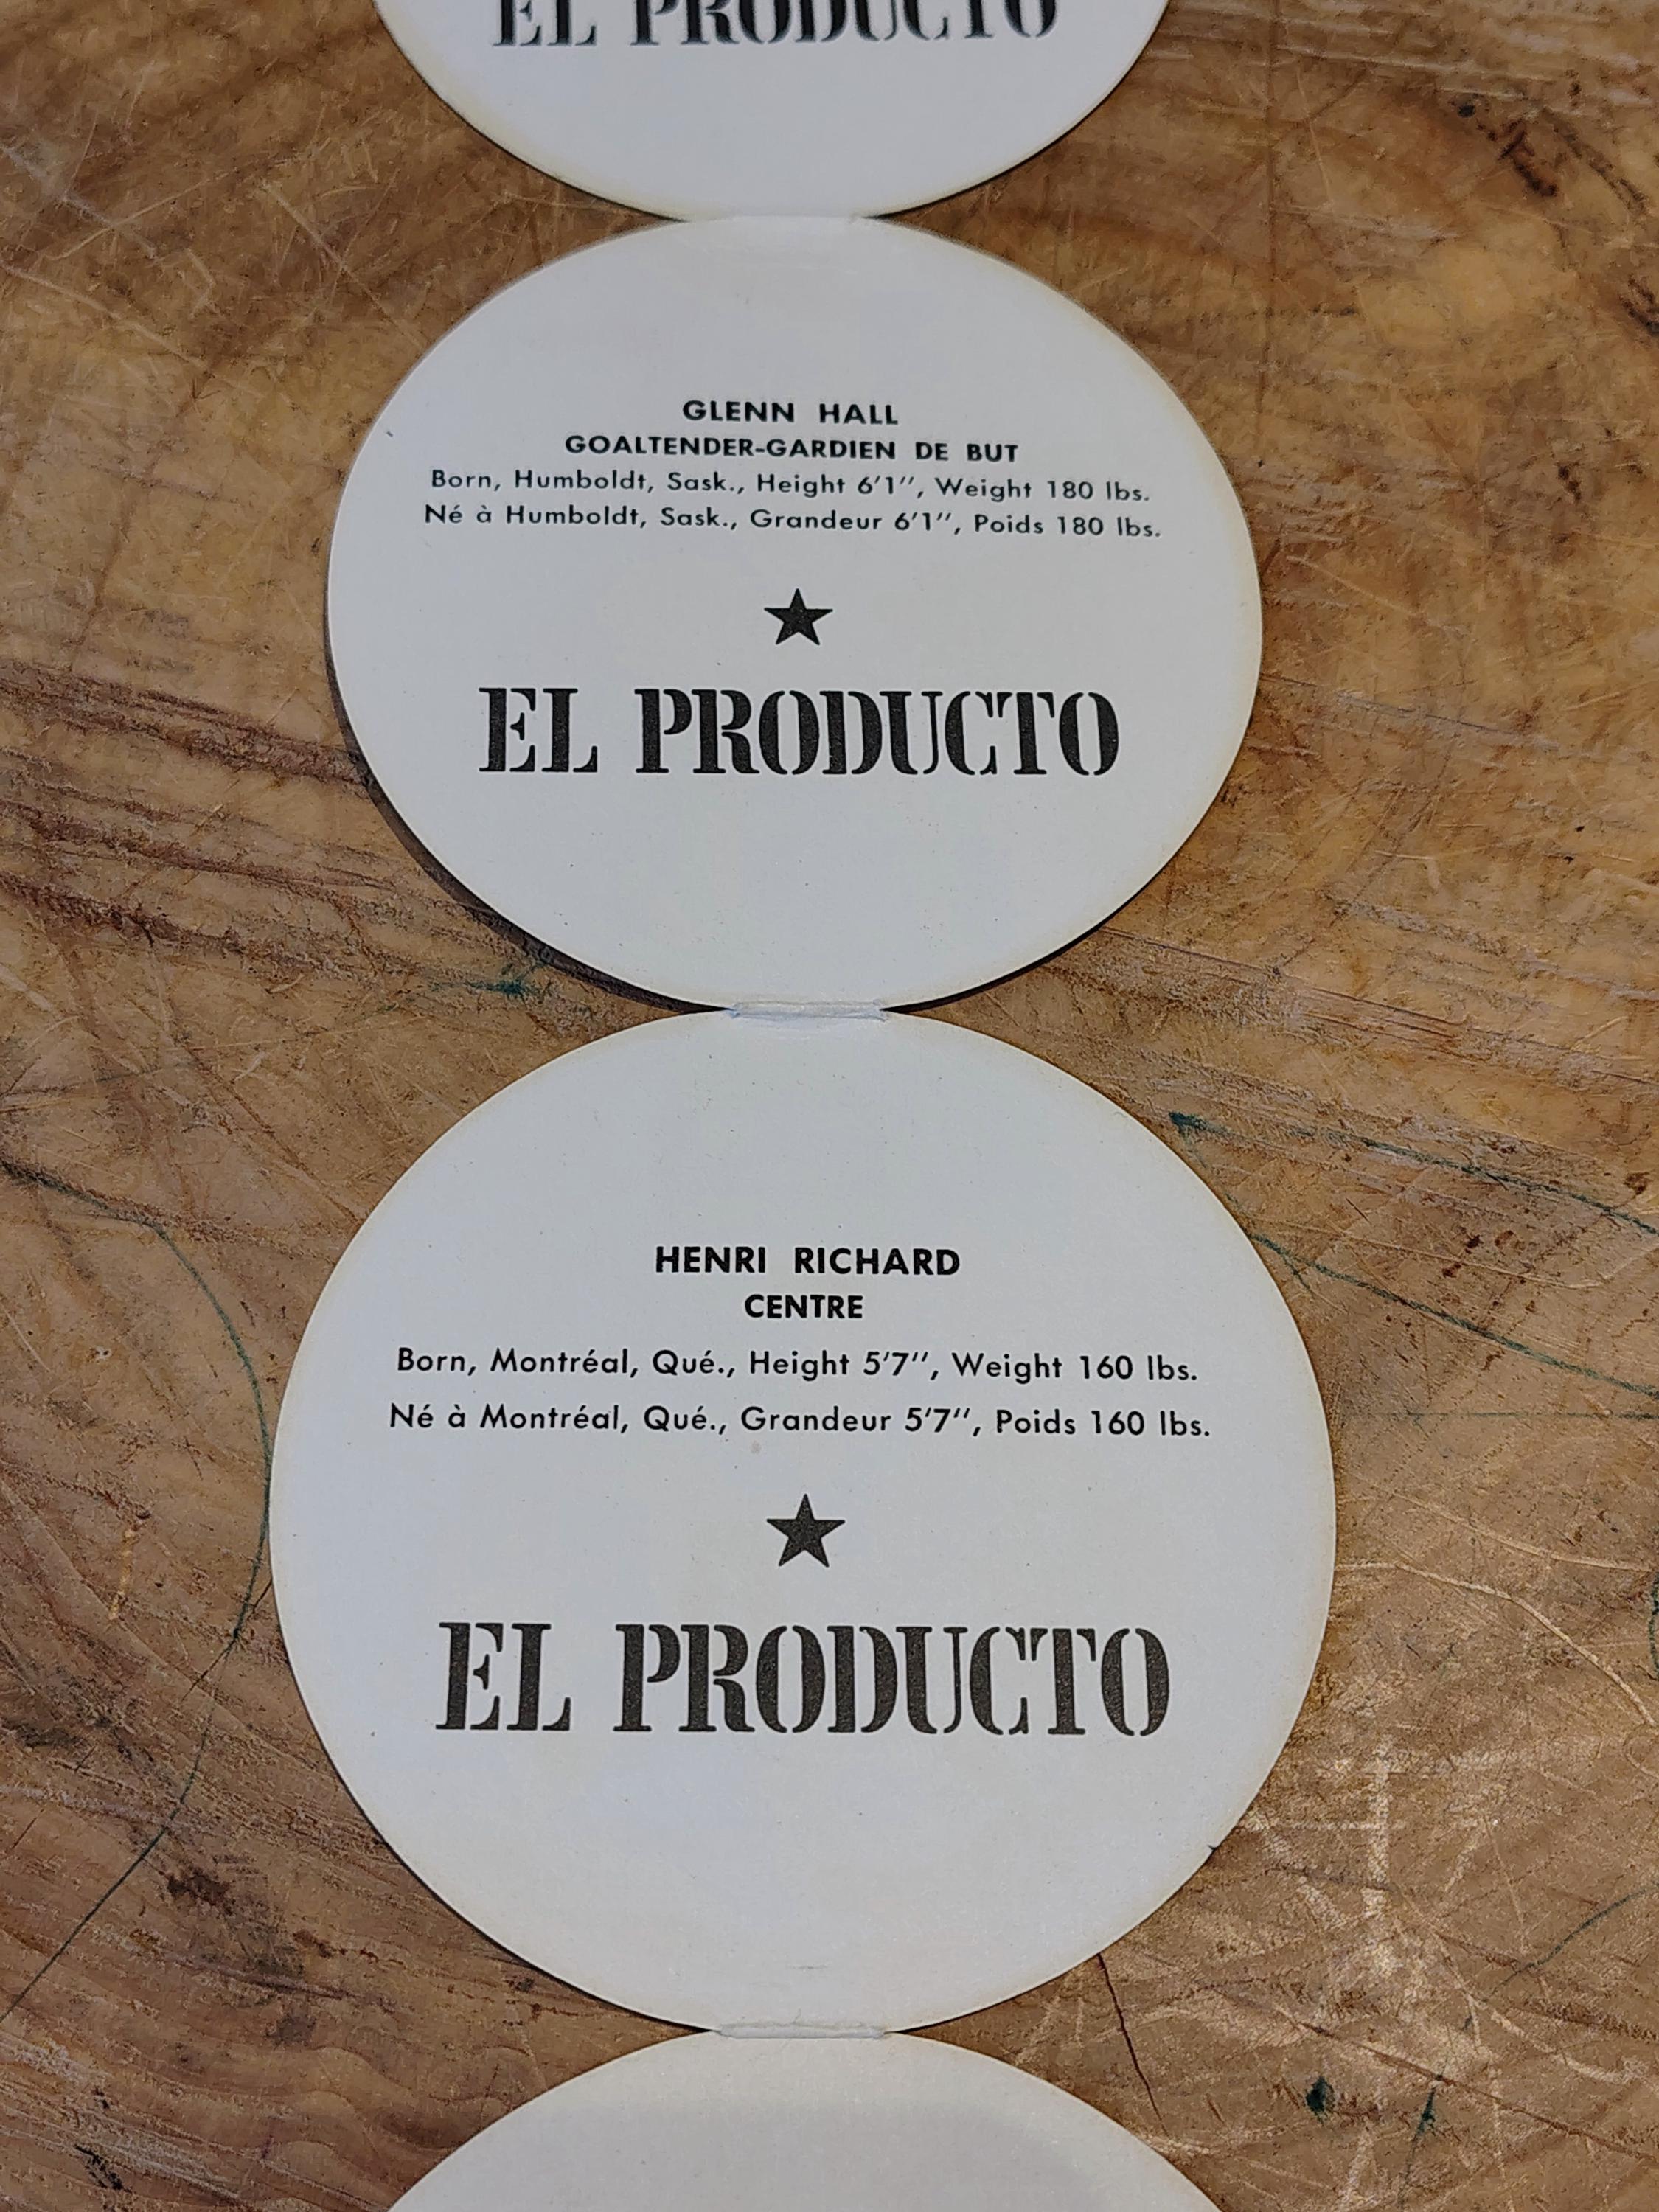 EL PRODUCTO
GLENN HALL
GOALTENDER-GARDIEN DE BUT
Born, Humboldt, Sask., Height 6'1'', Weight 180 lbs.
Né à Humboldt, Sask., Grandeur 6'1'', Poids 180 lbs.
EL PRODUCTO
HENRI RICHARD
CENTRE
Born, Montréal, Qué., Height 5'7'', Weight 160 lbs.
Né à Montréal, Qué., Grandeur 5'7'', Poids 160 lbs.
EL PRODUCTO